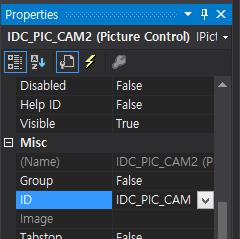 Properties
IDC_PIC_CAM2 (Picture Control) IPict
Disabled False
Help ID False
Visible True
Misc
(Name) IDC_PIC_CAM2 (P
Group False
ID IDC_PIC_CAM
Image
Tabstop False